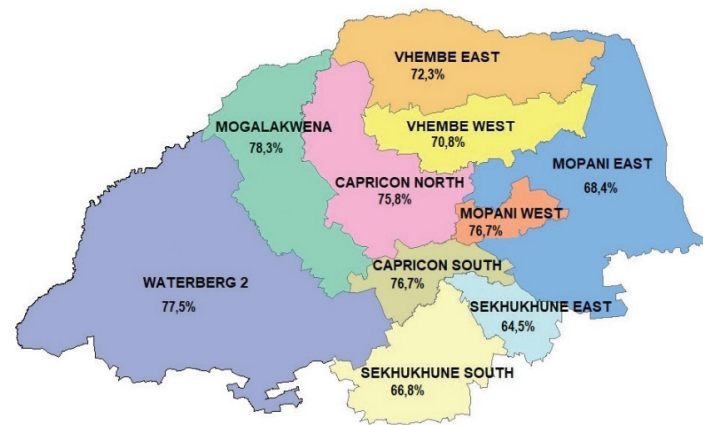 VHEMBE EAST
72,3%
MOGALAKWENA
78,3%
VHEMBE WEST
70,8%
MOPANI EAST
68,4%
CAPRICON NORTH
75,8%
MOPANI WEST
76,7%
CAPRICON SOUTH
76,7%
WATERBERG 2
77,5%
SEKHUKHUNE EAST
64,5%
SEKHUKHUNE SOUTH
66,8%